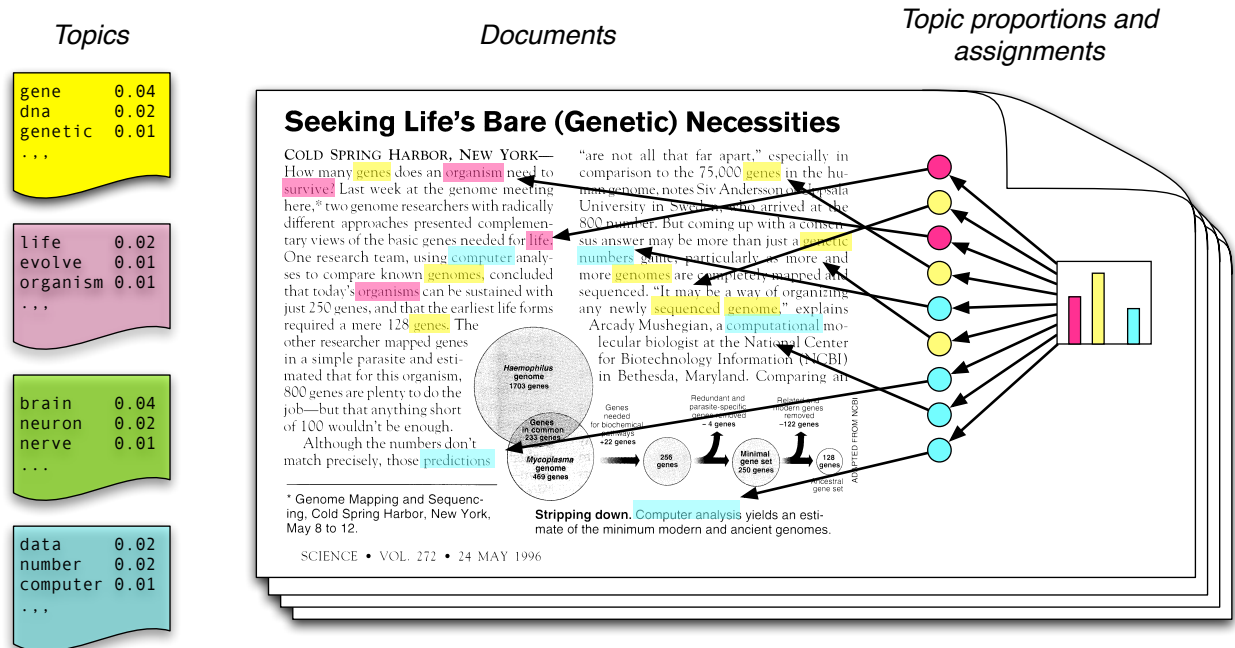 Topics
Documents
Topic proportions and
assignments
gene 0.04
dna 0.02
genetic 0.01
.,,
life 0.02
evolve 0.01
organism 0.01
.,,
brain 0.04
neuron 0.02
nerve 0.01
...
data 0.02
number 0.02
computer 0.01
.,,
Seeking Life's Bare (Genetic) Necessities
COLD SPRING HARBOR, NEW YORK—
How many genes does an organism need to
survive? Last week at the genome meeting
here,* two genome researchers with radically
different approaches presented complemen-
tary views of the basic genes needed for life.
One research team, using computer analy-
ses to compare known genomes, concluded
that today's organisms can be sustained with
just 250 genes, and that the earliest life forms
required a mere 128 genes. The
other researcher mapped genes
in a simple parasite and esti-
mated that for this organism,
800 genes are plenty to do the
job—but that anything short
of 100 wouldn't be enough.
Although the numbers don't
match precisely, those predictions
* Genome Mapping and Sequenc-
ing, Cold Spring Harbor, New York,
May 8 to 12.
"are not all that far apart," especially in
comparison to the 75,000 genes in the hu-
man genome, notes Siv Andersson of Uppsala
University in Sweden, who arrived at the
800 number. But coming up with a consen-
sus answer may be more than just a genetic
numbers game, particularly as more and
more genomes are completely mapped and
sequenced. "It may be a way of organizing
any newly sequenced genome," explains
Arcady Mushegian, a computational mo-
lecular biologist at the National Center
for Biotechnology Information (NCBI)
in Bethesda, Maryland. Comparing an
Haemophilus
genome
1703 genes
Genes
in common
233 genes
Mycoplasma
genome
469 genes
Genes
needed
for biochemical
pathways
+22 genes
256
genes
Redundant and
parasite-specific
genes removed
– 4 genes
Minimal
gene set
250 genes
Related and
modern genes
removed
–122 genes
128
genes
Ancestral
gene set
ADAPTED FROM NCBI
Stripping down. Computer analysis yields an esti-
mate of the minimum modern and ancient genomes.
SCIENCE • VOL. 272 • 24 MAY 1996